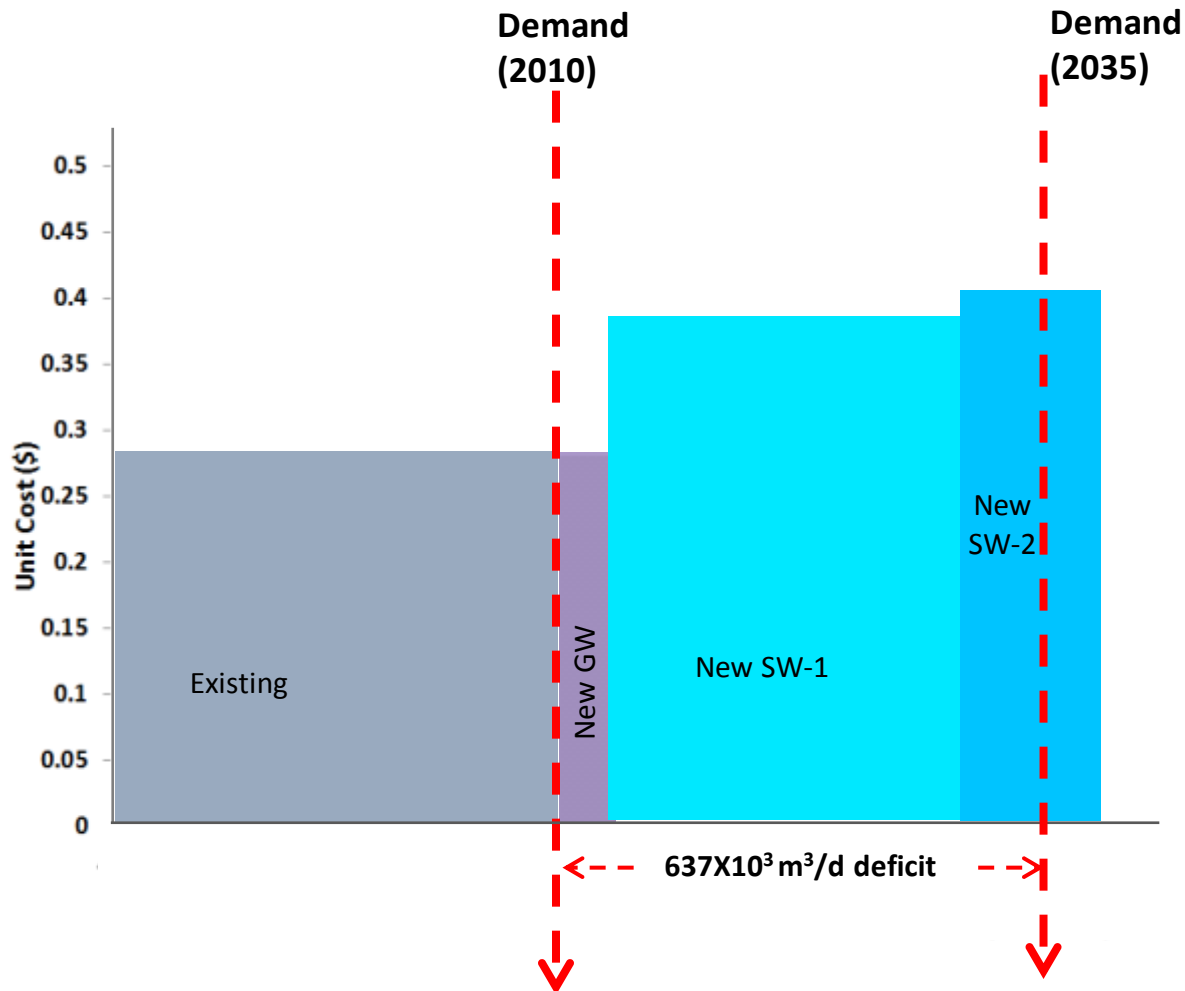 Demand
(2010)
Demand
(2035)
Unit Cost ($)
0.5
0.45
0.4
0.35
0.3
0.25
0.2
0.15
0.1
0.05
0
Existing
New GW
New SW-1
New
SW-2
637X10³ m³/d deficit